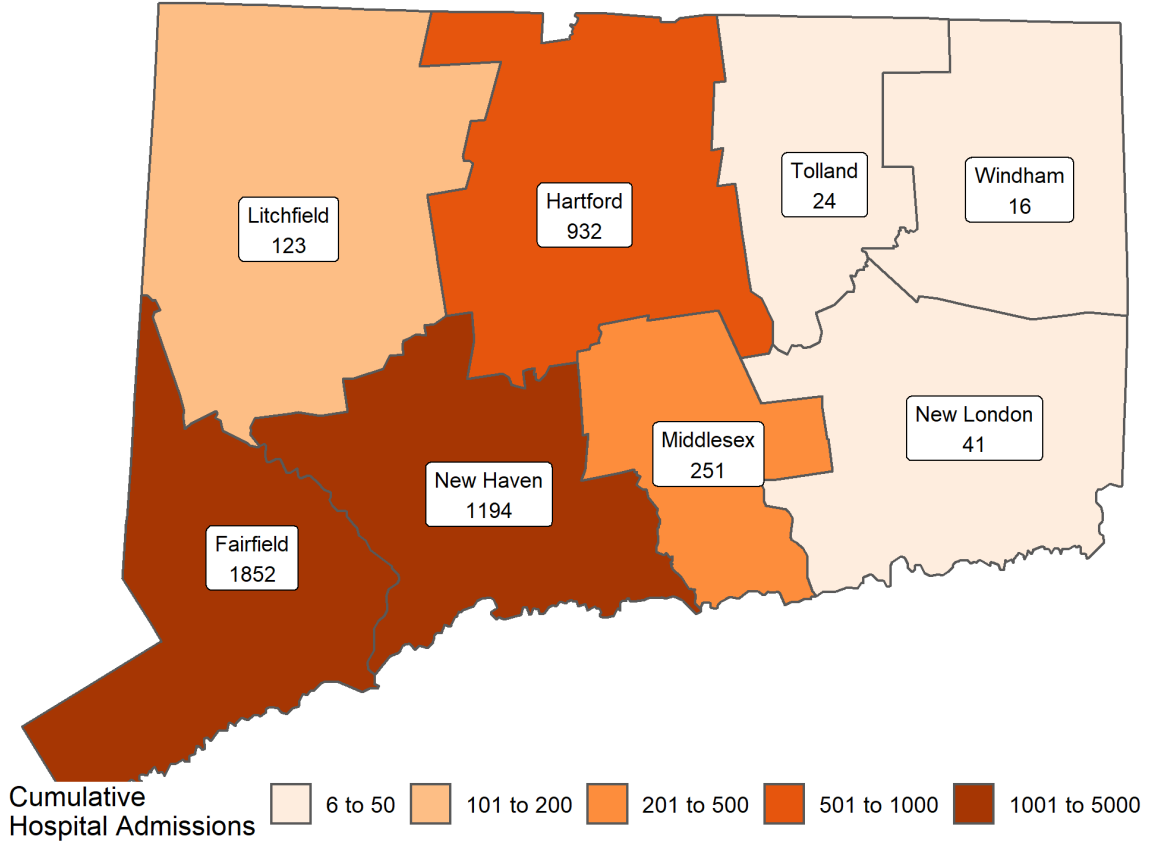 Tolland
24
Windham
16
Hartford
932
Litchfield
123
New London
41
Middlesex
251
New Haven
1194
Fairfield
1852
Cumulative
Hospital Admissions
6 to 50
101 to 200
201 to 500
501 to 1000
1001 to 5000